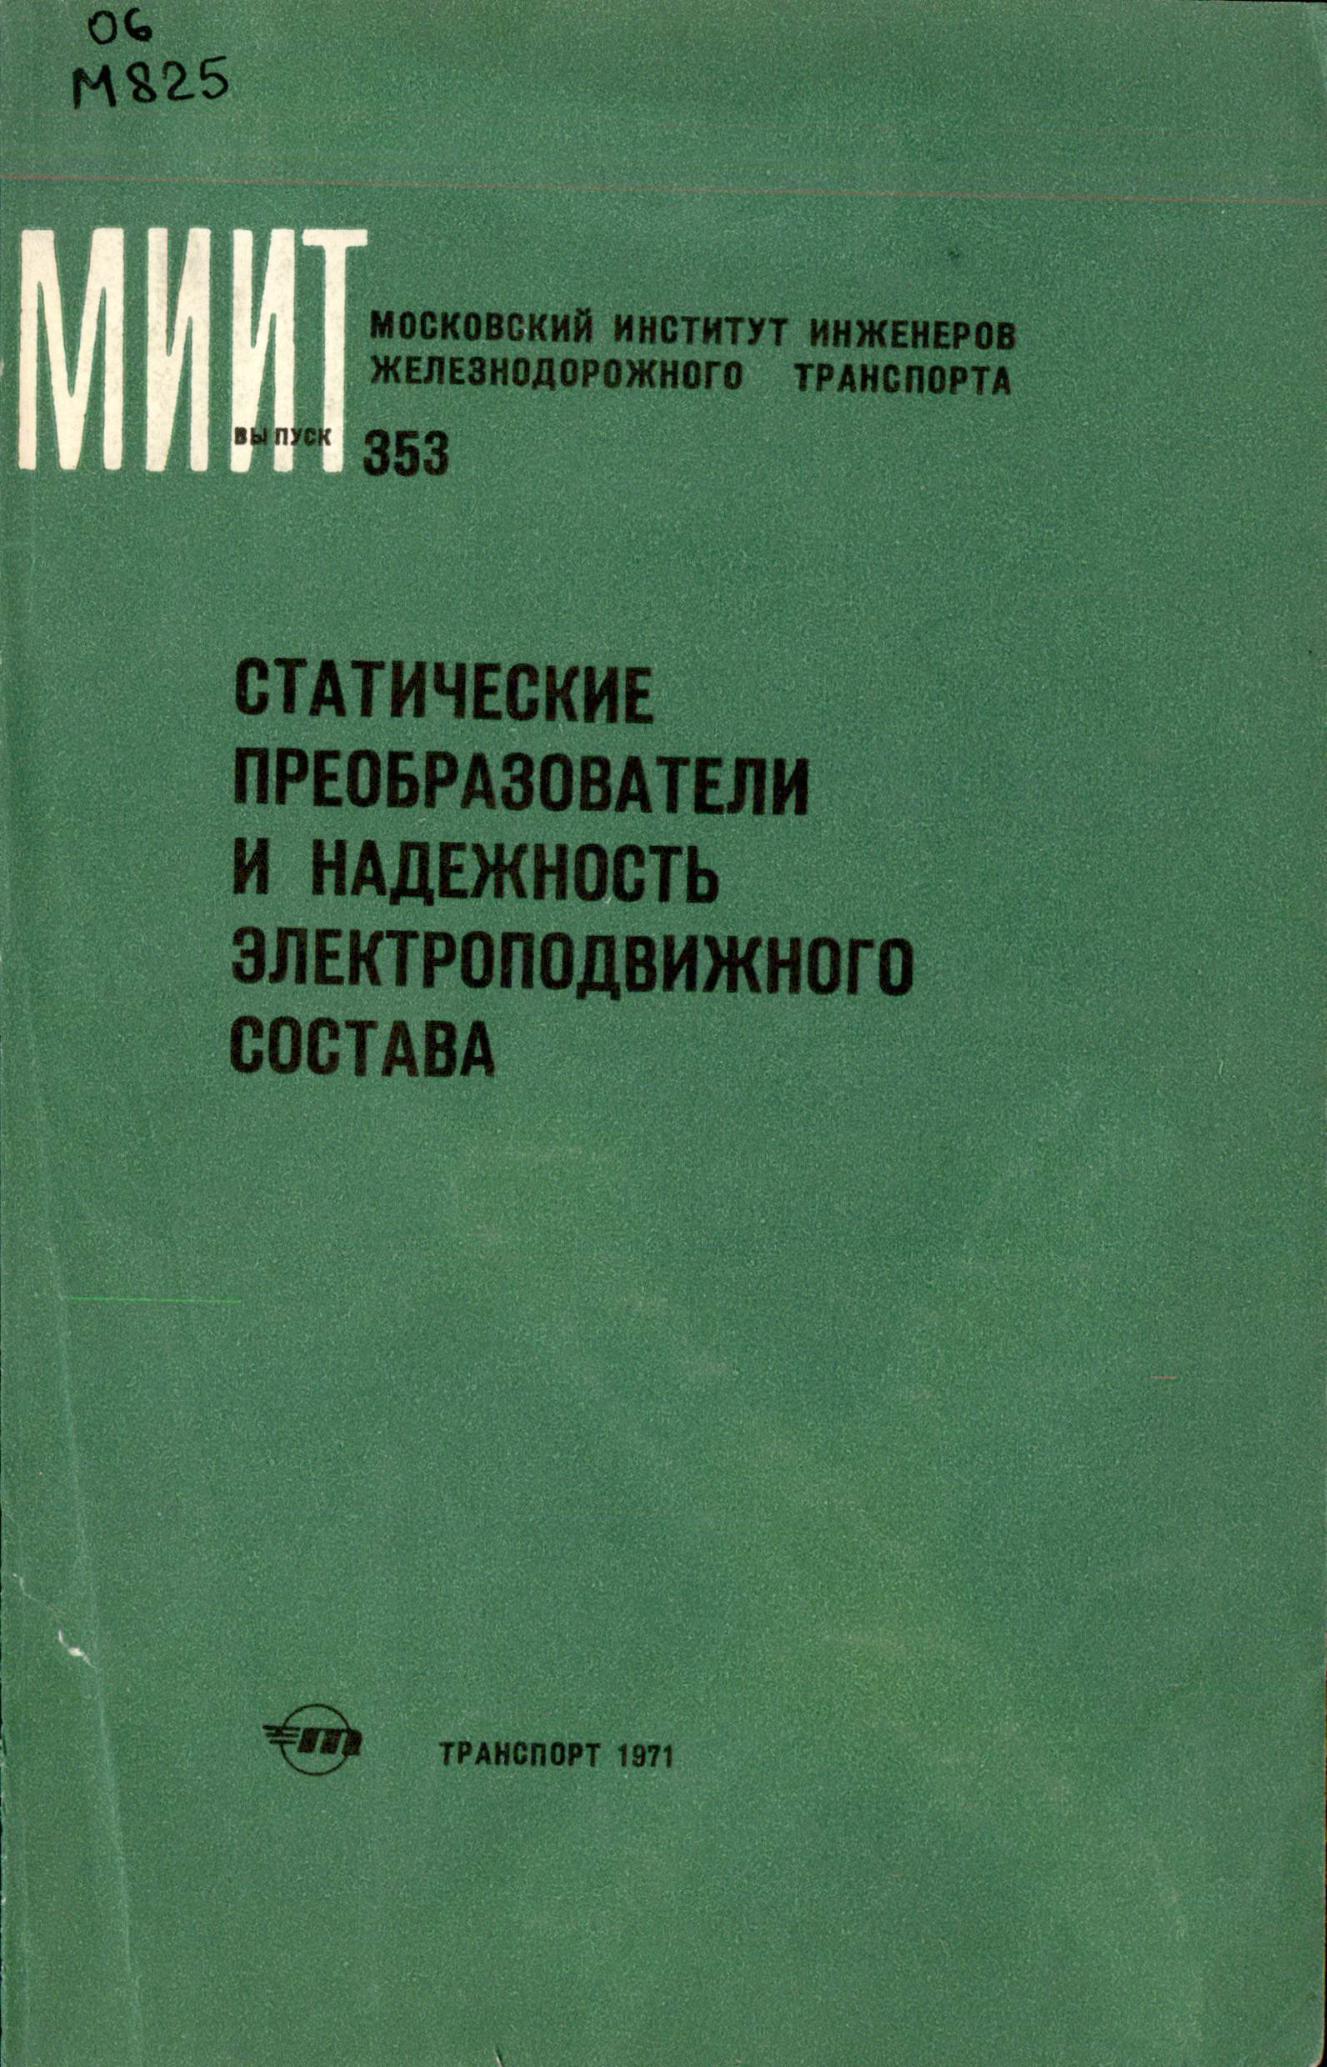 06
М825
МИИТ
МОСКОВСКИЙ ИНСТИТУТ ИНЖЕНЕРОВ
ЖЕЛЕЗНОДОРОЖНОГО ТРАНСПОРТА
ВЫПУСК 353
СТАТИЧЕСКИЕ
ПРЕОБРАЗОВАТЕЛИ
И НАДЕЖНОСТЬ
ЭЛЕКТРОПОДВИЖНОГО
СОСТАВА
т
ТРАНСПОРТ 1971